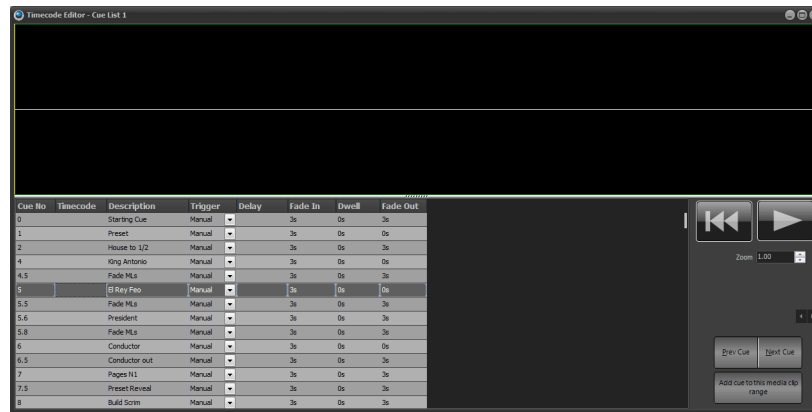 Timecode Editor - Cue List 1
Cue No Timecode Description Trigger Delay Fade In Dwell Fade Out
0 Starting Cue Manual 3s 0s 3s
1 Preset Manual 3s 0s 3s
2 House to 1/2 Manual 3s 0s 3s
4 King Antonio Manual 3s 0s 0s
4.5 Fade MLs Manual 3s 0s 3s
5 El Rey Feo Manual 3s 0s 0s
5.5 Fade MLs Manual 3s 0s 3s
5.6 President Manual 3s 0s 3s
5.8 Fade MLs Manual 3s 0s 3s
6 Conductor Manual 3s 0s 0s
6.5 Conductor out Manual 3s 0s 3s
7 Pages N1 Manual 3s 0s 3s
7.5 Preset Reveal Manual 3s 0s 3s
8 Build Scrim Manual 3s 0s 3s
Zoom 1.00
Prev Cue Next Cue
Add cue to this media clip
range